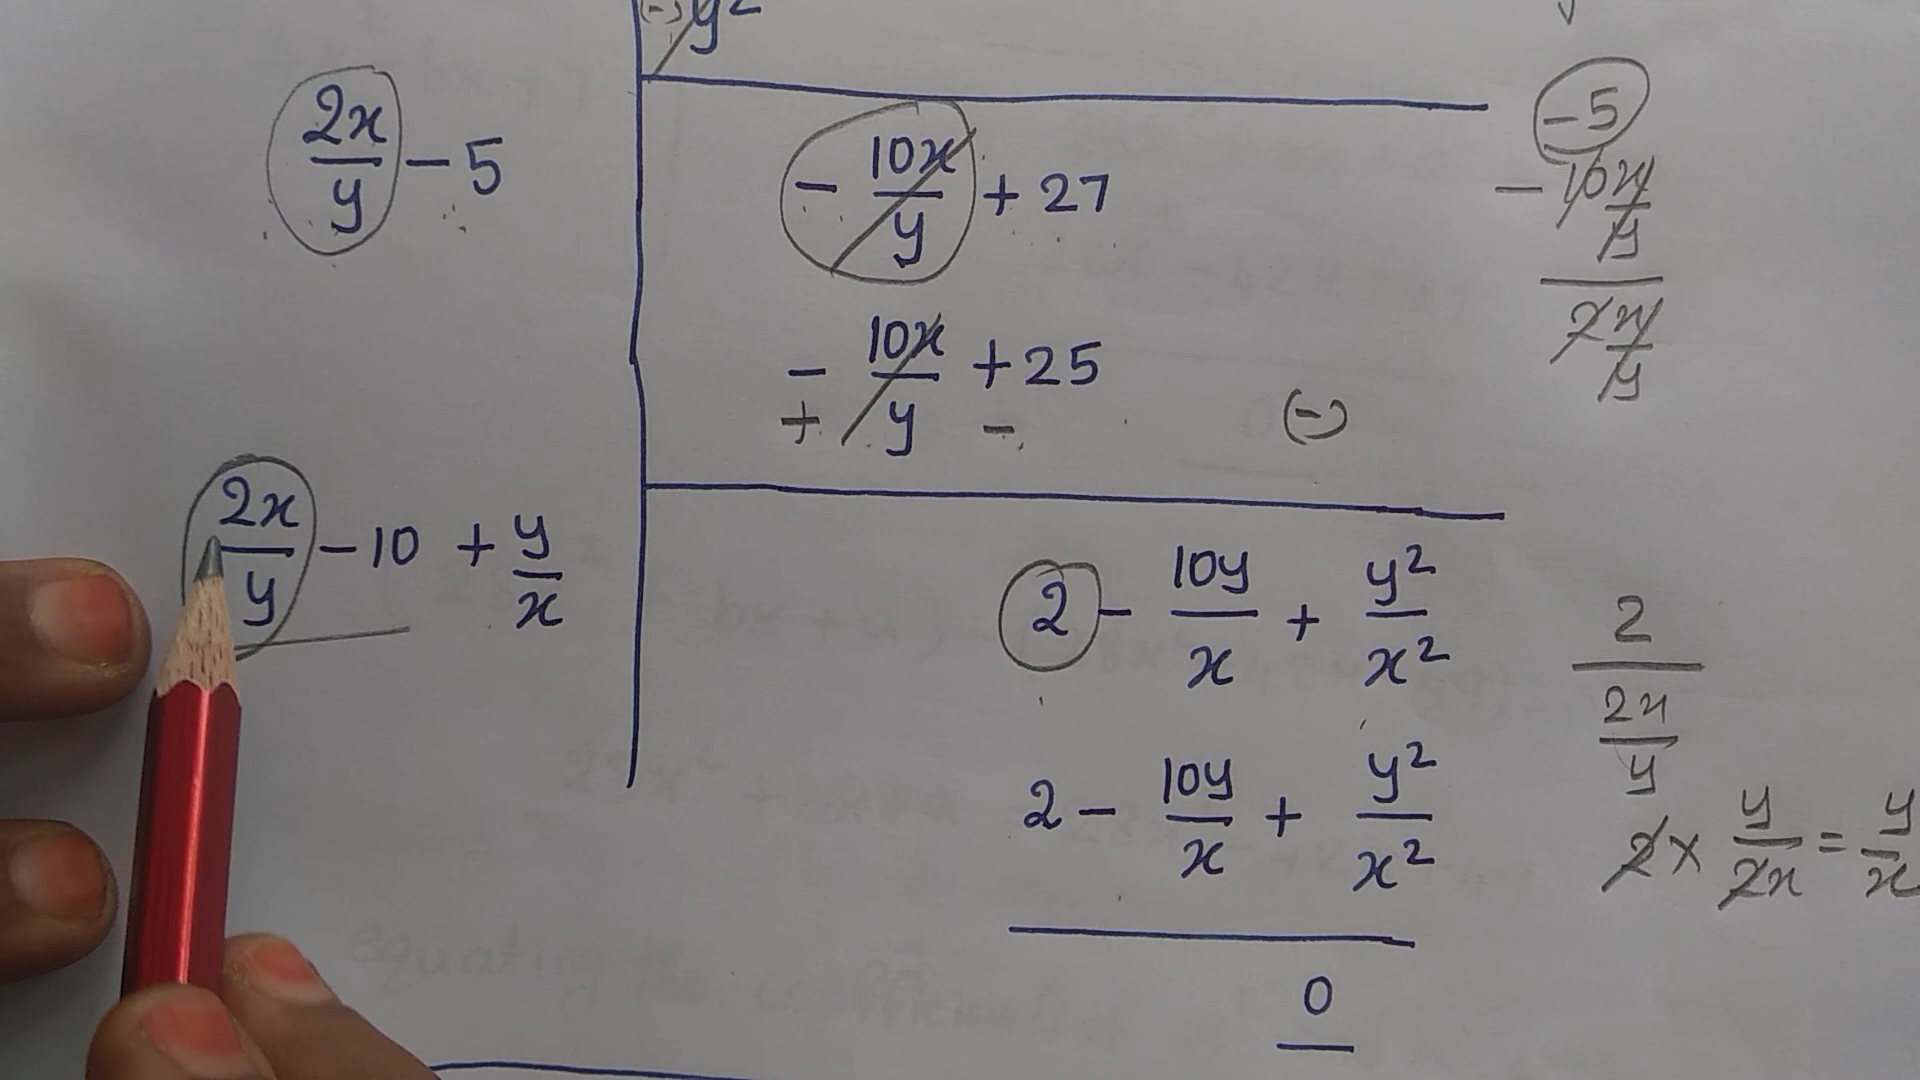 (-) y²
2x/y - 5
- 10x/y + 27
-5
- 10x/y
2x/y
- 10x/y + 25
+ - (-)
2x/y - 10 + y/x
2 - 10y/x + y²/x²
2
2x/y
2 - 10y/x + y²/x²
2 × y/2x = y/x
0